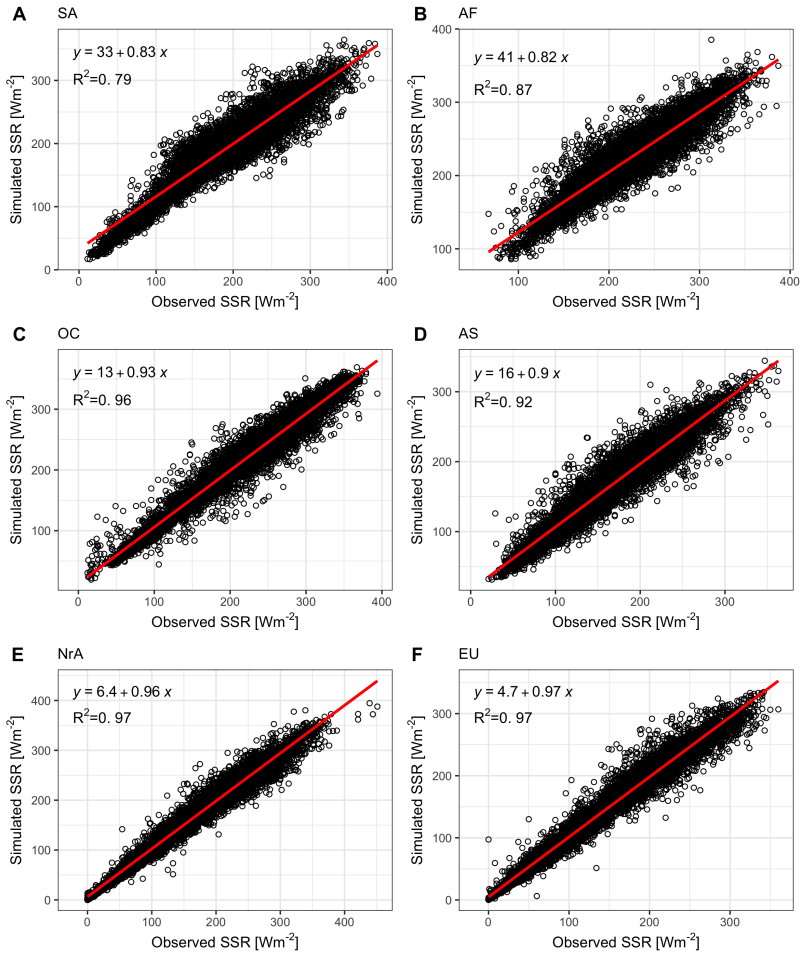 A SA
y = 33 + 0.83 x
R²=0. 79
300
200
100
0
0 100 200 300 400
Simulated SSR [Wm⁻²]
Observed SSR [Wm⁻²]
B AF
y = 41 + 0.82 x
R²=0. 87
400
300
200
100
100 200 300 400
Simulated SSR [Wm⁻²]
Observed SSR [Wm⁻²]
C OC
y = 13 + 0.93 x
R²=0. 96
300
200
100
0 100 200 300 400
Simulated SSR [Wm⁻²]
Observed SSR [Wm⁻²]
D AS
y = 16 + 0.9 x
R²=0. 92
300
200
100
0 100 200 300
Simulated SSR [Wm⁻²]
Observed SSR [Wm⁻²]
E NrA
y = 6.4 + 0.96 x
R²=0. 97
400
300
200
100
0
0 100 200 300 400
Simulated SSR [Wm⁻²]
Observed SSR [Wm⁻²]
F EU
y = 4.7 + 0.97 x
R²=0. 97
300
200
100
0
0 100 200 300
Simulated SSR [Wm⁻²]
Observed SSR [Wm⁻²]